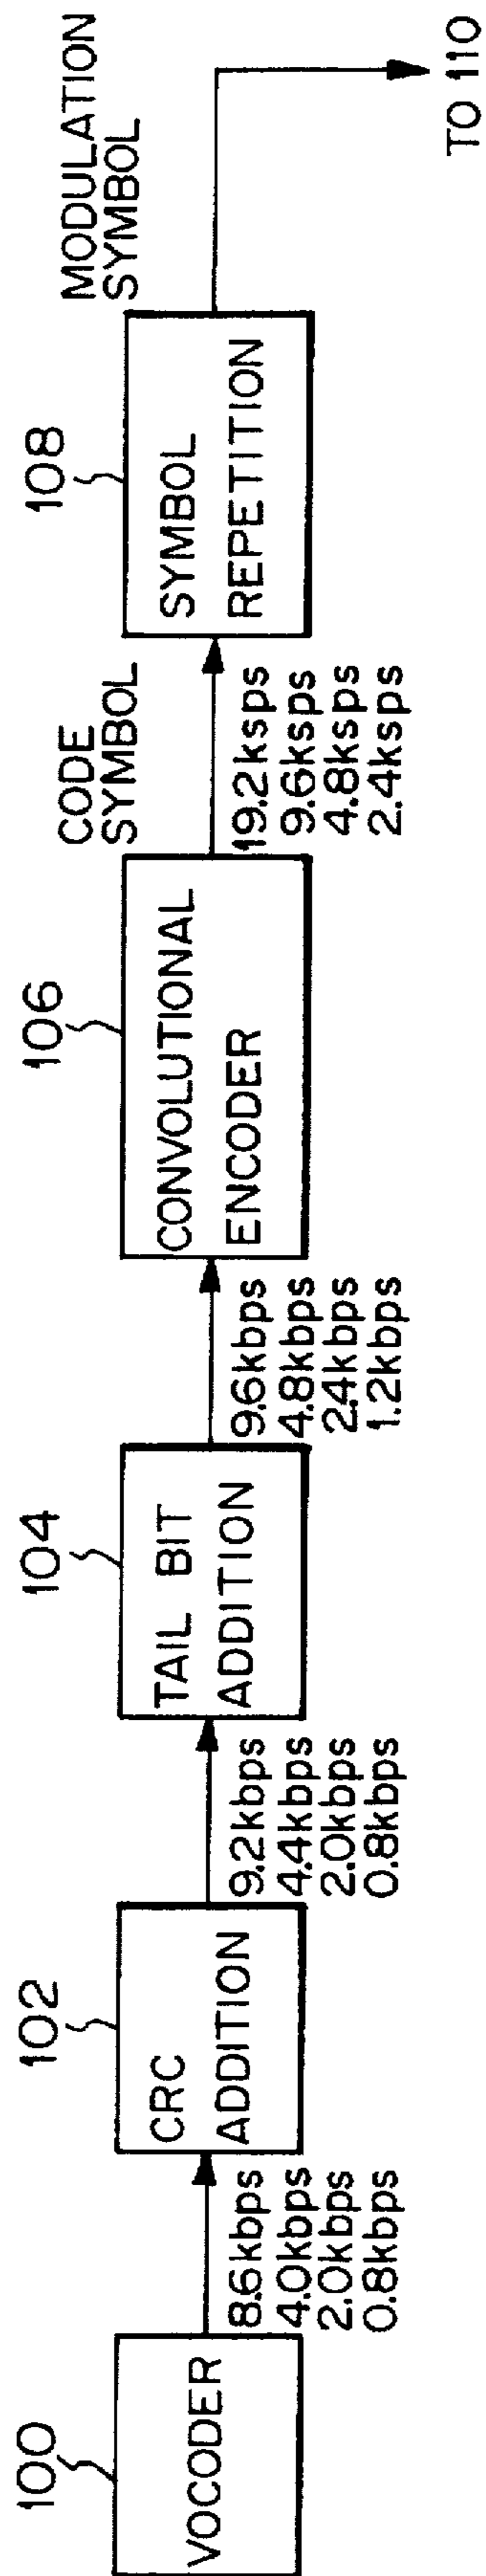 100
VOCODER
8.6kbps
4.0kbps
2.0kbps
0.8kbps
102
CRC
ADDITION
9.2kbps
4.4kbps
2.0kbps
0.8kbps
104
TAIL BIT
ADDITION
9.6kbps
4.8kbps
2.4kbps
1.2kbps
106
CONVOLUTIONAL
ENCODER
CODE
SYMBOL
19.2ksps
9.6ksps
4.8ksps
2.4ksps
108
SYMBOL
REPETITION
MODULATION
SYMBOL
TO 110